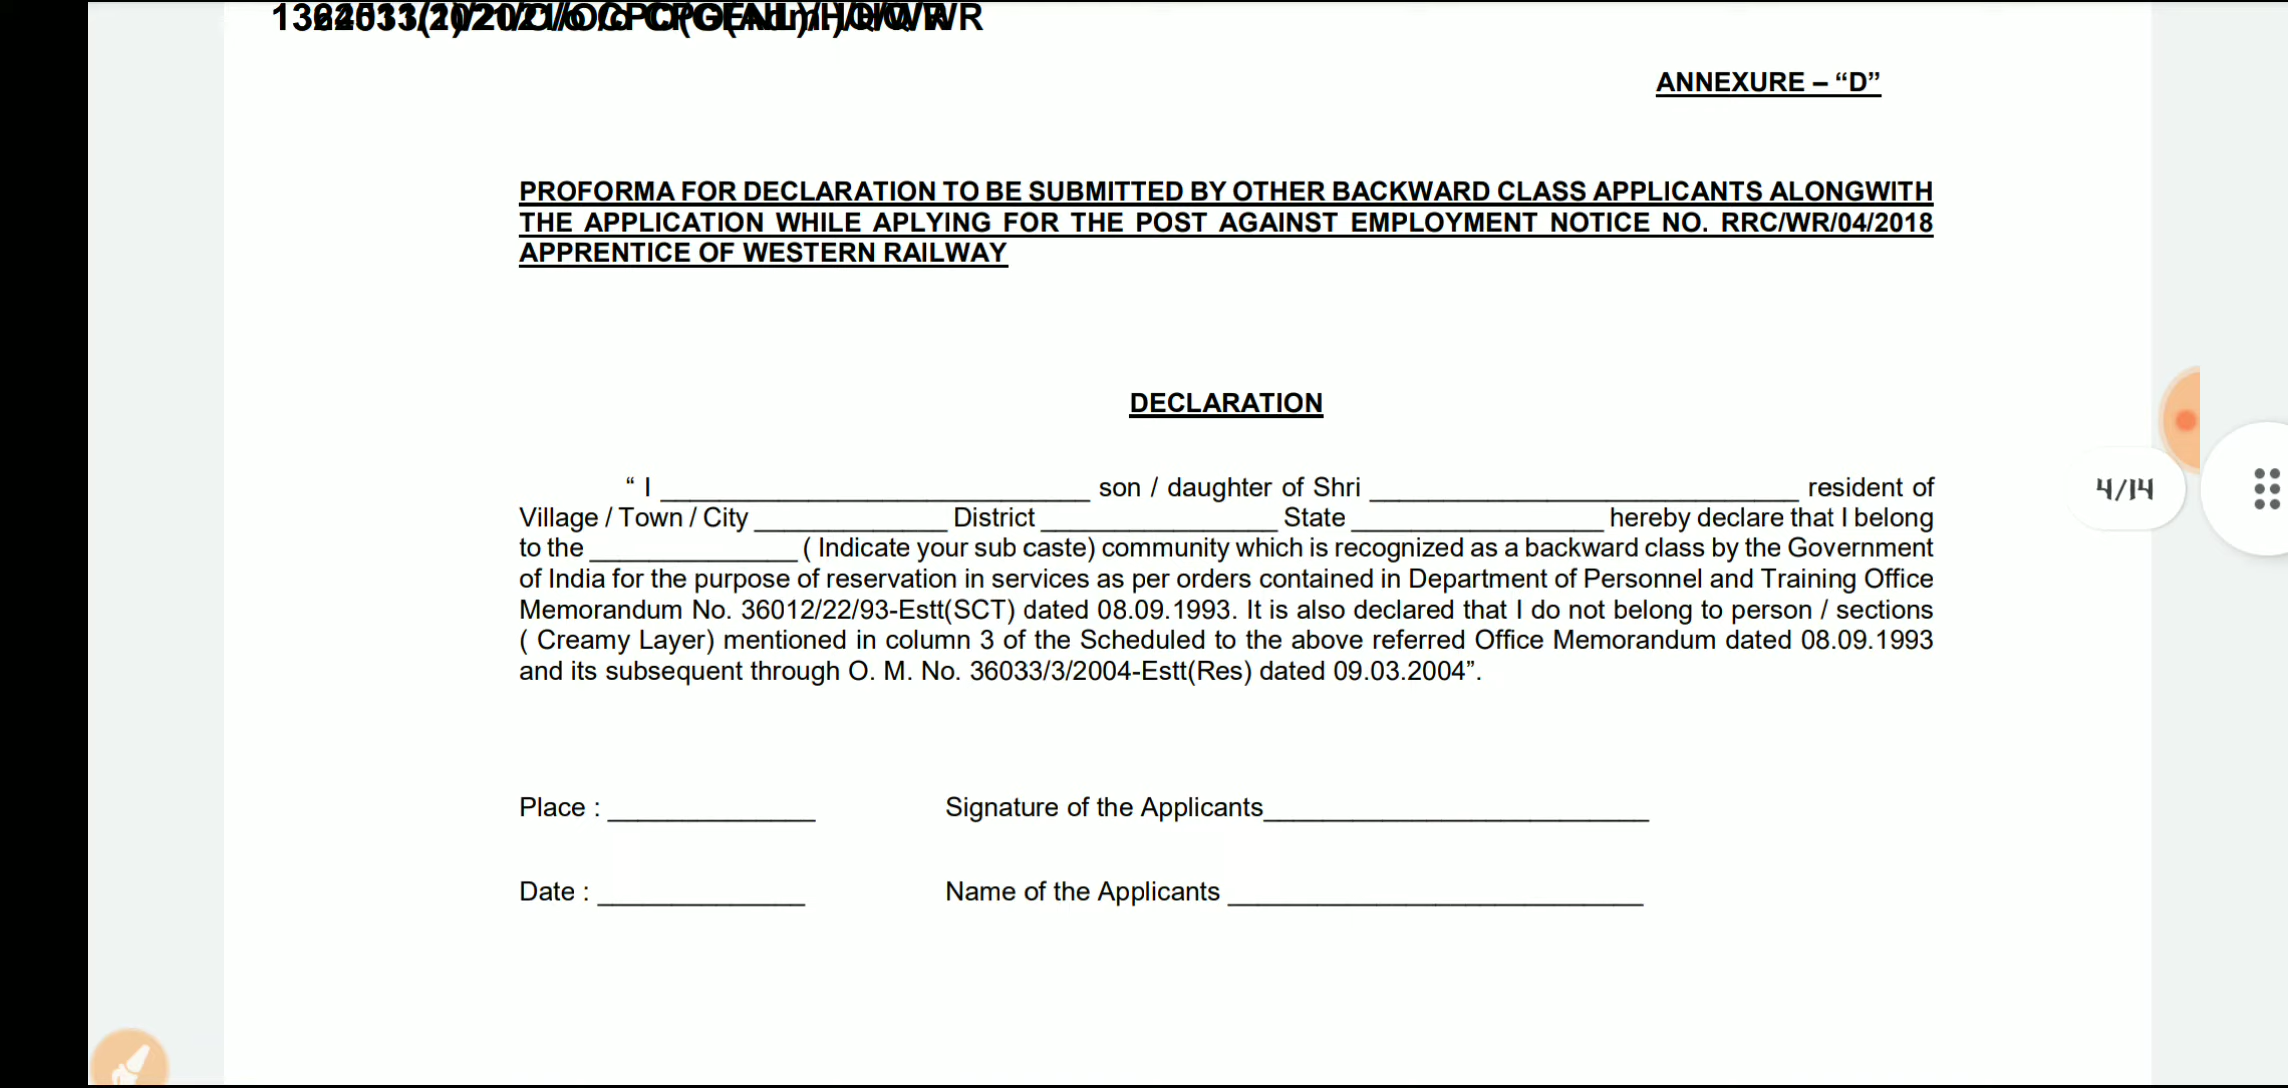 ANNEXURE – “D”
PROFORMA FOR DECLARATION TO BE SUBMITTED BY OTHER BACKWARD CLASS APPLICANTS ALONGWITH
THE APPLICATION WHILE APLYING FOR THE POST AGAINST EMPLOYMENT NOTICE NO. RRC/WR/04/2018
APPRENTICE OF WESTERN RAILWAY
DECLARATION
“ I ____________________________ son / daughter of Shri ____________________________ resident of
Village / Town / City _____________ District ________________ State _________________ hereby declare that I belong
to the ______________ ( Indicate your sub caste) community which is recognized as a backward class by the Government
of India for the purpose of reservation in services as per orders contained in Department of Personnel and Training Office
Memorandum No. 36012/22/93-Estt(SCT) dated 08.09.1993. It is also declared that I do not belong to person / sections
( Creamy Layer) mentioned in column 3 of the Scheduled to the above referred Office Memorandum dated 08.09.1993
and its subsequent through O. M. No. 36033/3/2004-Estt(Res) dated 09.03.2004”.
Place : ______________ Signature of the Applicants__________________________
Date : ______________ Name of the Applicants ____________________________
4/14